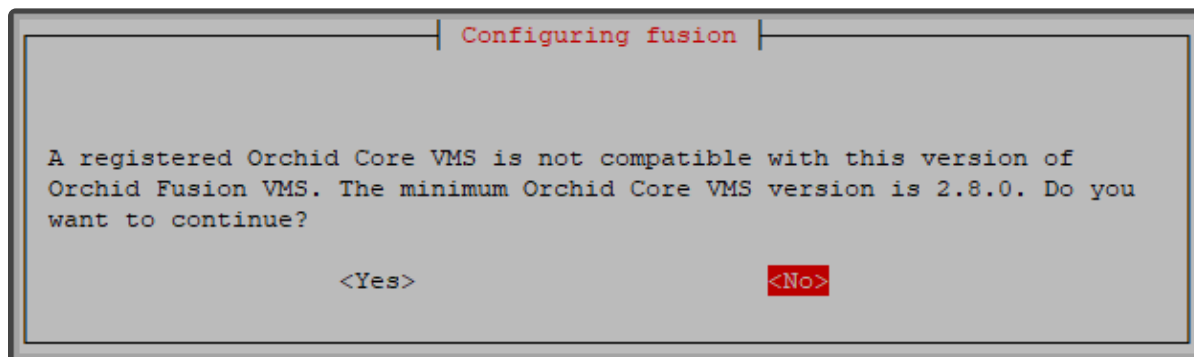 Configuring fusion
A registered Orchid Core VMS is not compatible with this version of
Orchid Fusion VMS. The minimum Orchid Core VMS version is 2.8.0. Do you
want to continue?
<Yes> <No>